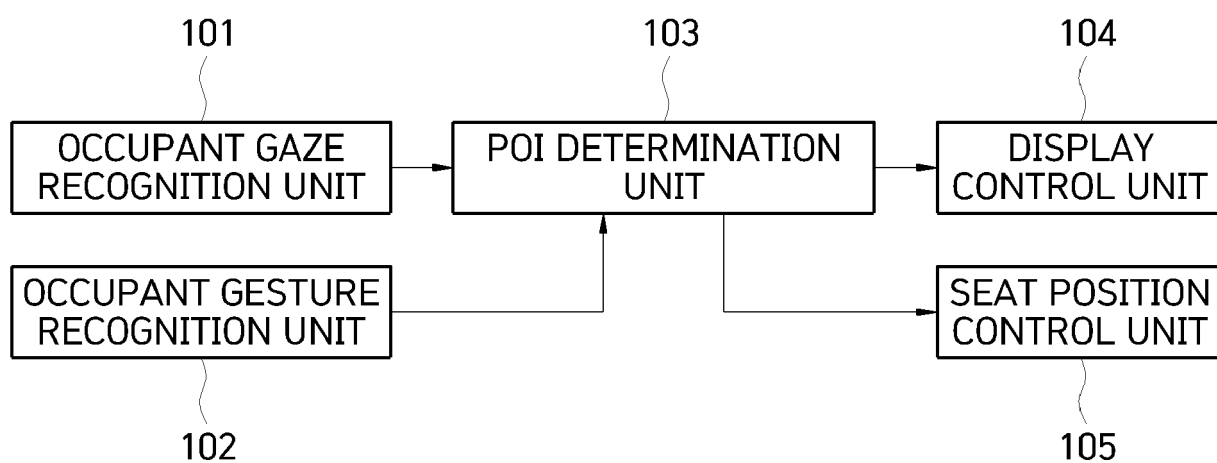 101
103
104
OCCUPANT GAZE
RECOGNITION UNIT
POI DETERMINATION
UNIT
DISPLAY
CONTROL UNIT
OCCUPANT GESTURE
RECOGNITION UNIT
SEAT POSITION
CONTROL UNIT
102
105